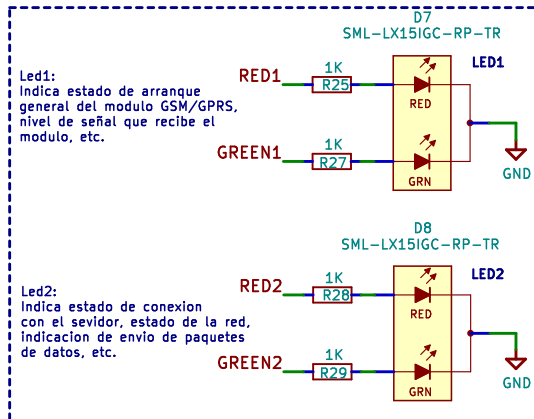 D7
SML-LX15IGC-RP-TR
Led1:
Indica estado de arranque
general del modulo GSM/GPRS,
nivel de señal que recibe el
modulo, etc.
RED1
1K
R25
RED
LED1
GREEN1
1K
R27
GRN
GND
D8
SML-LX15IGC-RP-TR
Led2:
Indica estado de conexion
con el sevidor, estado de la red,
indicacion de envio de paquetes
de datos, etc.
RED2
1K
R28
RED
LED2
GREEN2
1K
R29
GRN
GND